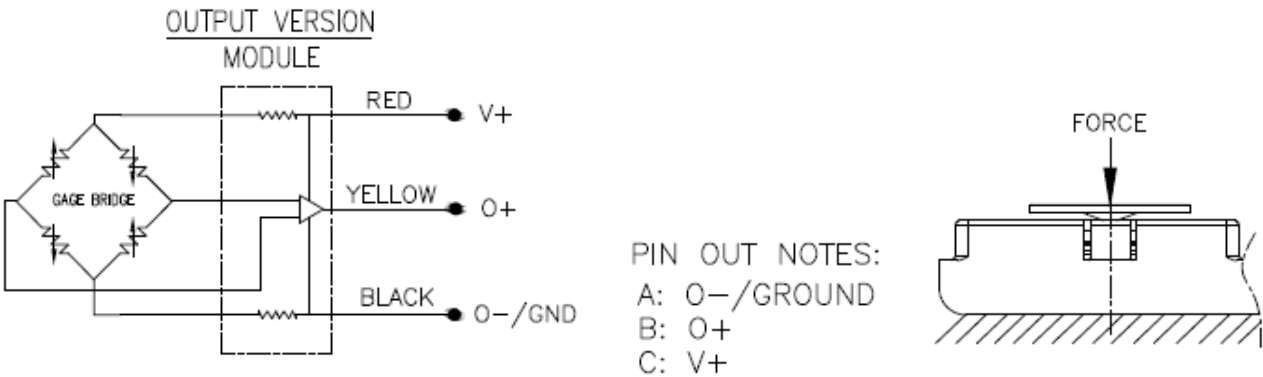 OUTPUT VERSION
MODULE
RED
V+
GAGE BRIDGE
YELLOW
O+
BLACK
O-/GND
PIN OUT NOTES:
A: O-/GROUND
B: O+
C: V+
FORCE